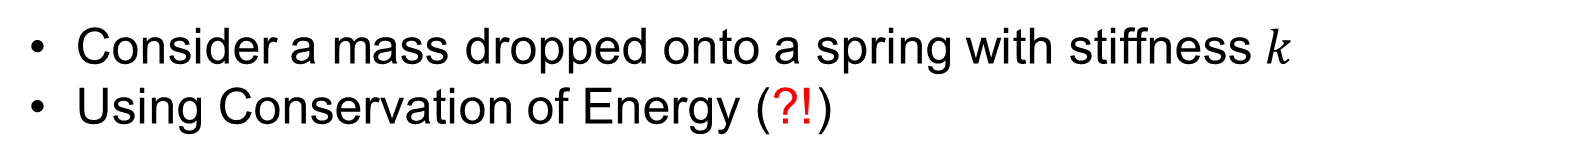 • Consider a mass dropped onto a spring with stiffness k
• Using Conservation of Energy (?!)